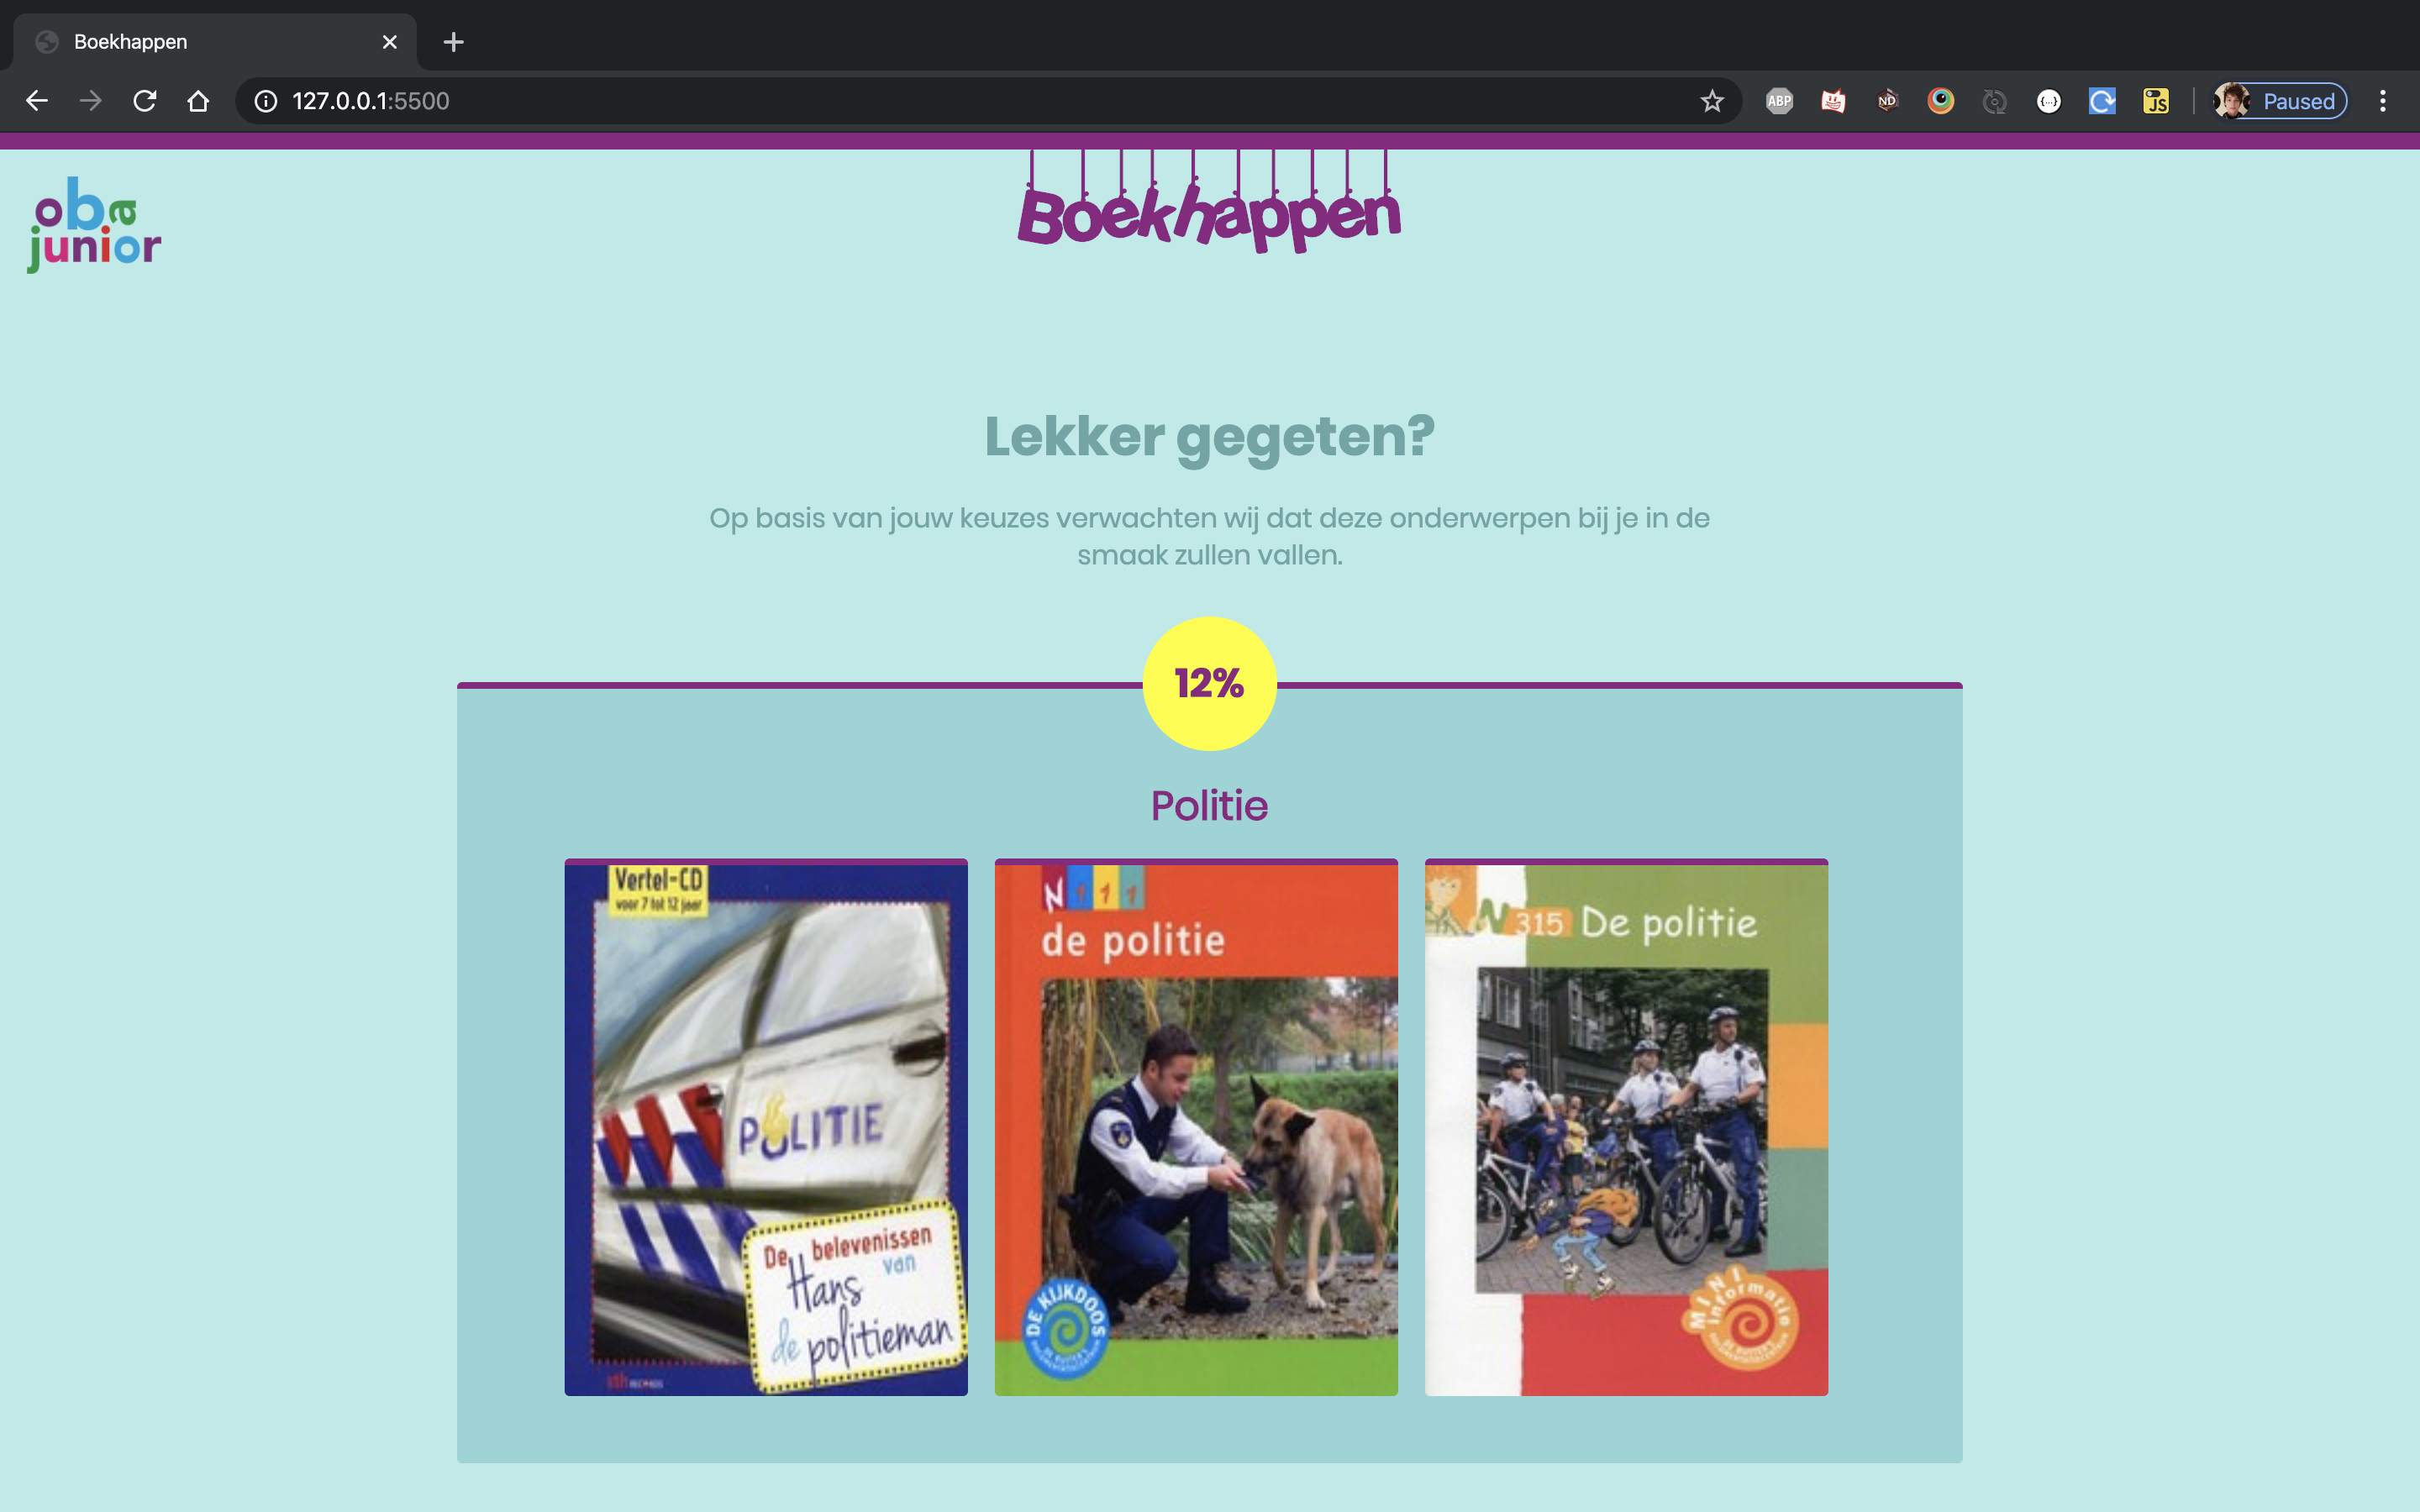 Boekhappen
127.0.0.1:5500
ABP
ND
{...}
JS
Paused
oba
junior
Boekhappen
Lekker gegeten?
Op basis van jouw keuzes verwachten wij dat deze onderwerpen bij je in de
smaak zullen vallen.
12%
Politie
Vertel-CD
voor 7 tot 12 jaar
POLITIE
De belevenissen
van
Hans
de politieman
N 1 1 1
de politie
DE KIJKDOOS
N 315 De politie
MINI
informatie